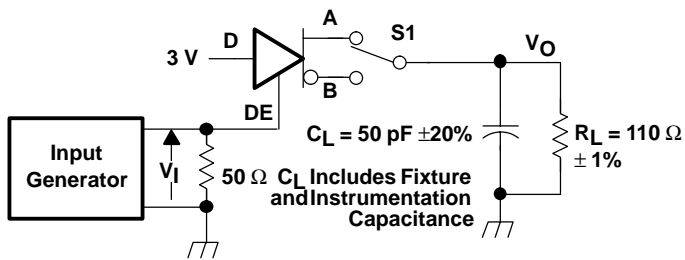 A
S1
D
3 V
VO
B
DE
CL = 50 pF ±20%
RL = 110 Ω
± 1%
Input
Generator
VI
50 Ω
CL Includes Fixture
and Instrumentation
Capacitance